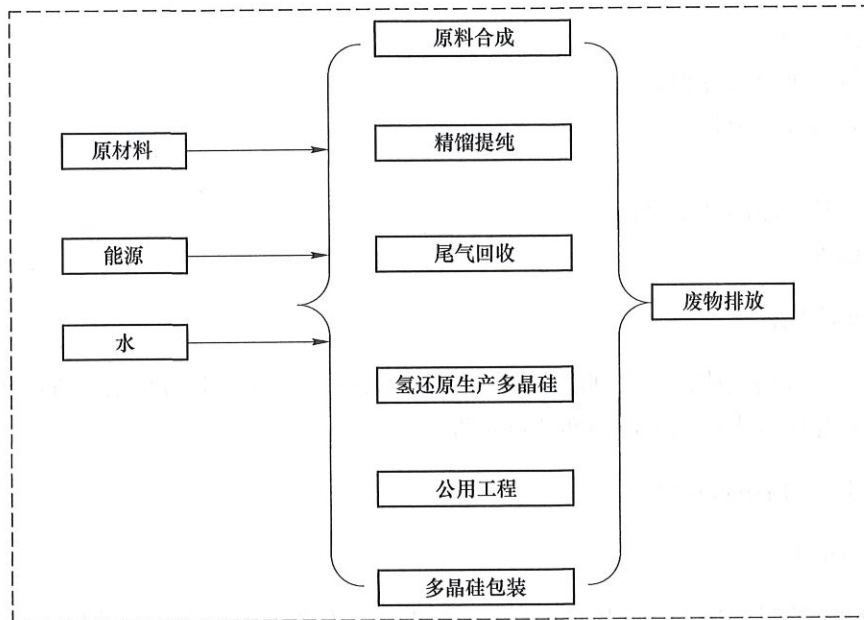 原料合成
精馏提纯
原材料
能源
尾气回收
水
废物排放
氢还原生产多晶硅
公用工程
多晶硅包装